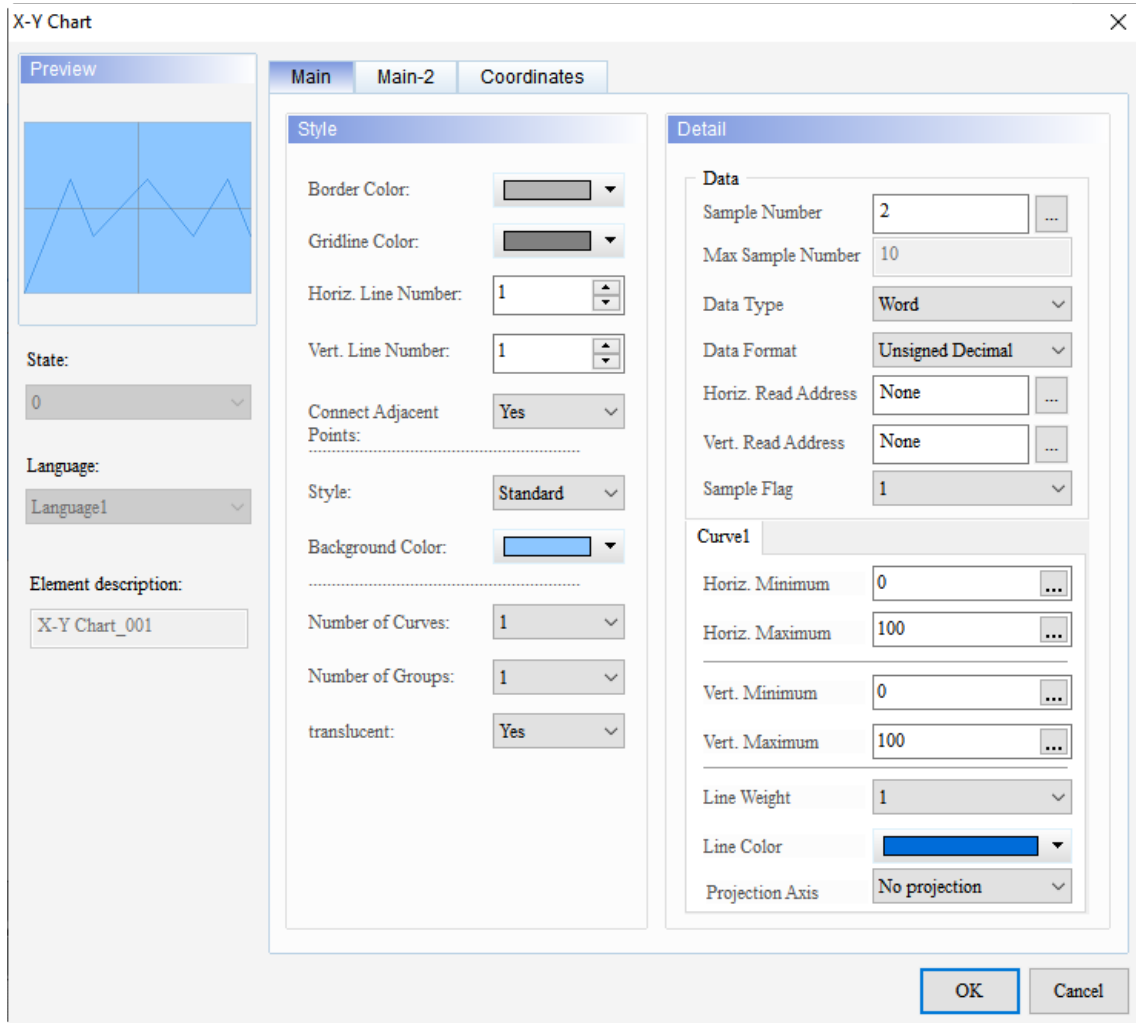 X-Y Chart
Preview
State:
0
Language:
Language1
Element description:
X-Y Chart_001
Main
Main-2
Coordinates
Style
Border Color:
Gridline Color:
Horiz. Line Number:
1
Vert. Line Number:
1
Connect Adjacent
Points:
Yes
Style:
Standard
Background Color:
Number of Curves:
1
Number of Groups:
1
translucent:
Yes
Detail
Data
Sample Number
2
...
Max Sample Number
10
Data Type
Word
Data Format
Unsigned Decimal
Horiz. Read Address
None
...
Vert. Read Address
None
...
Sample Flag
1
Curve1
Horiz. Minimum
0
...
Horiz. Maximum
100
...
Vert. Minimum
0
...
Vert. Maximum
100
...
Line Weight
1
Line Color
Projection Axis
No projection
OK
Cancel